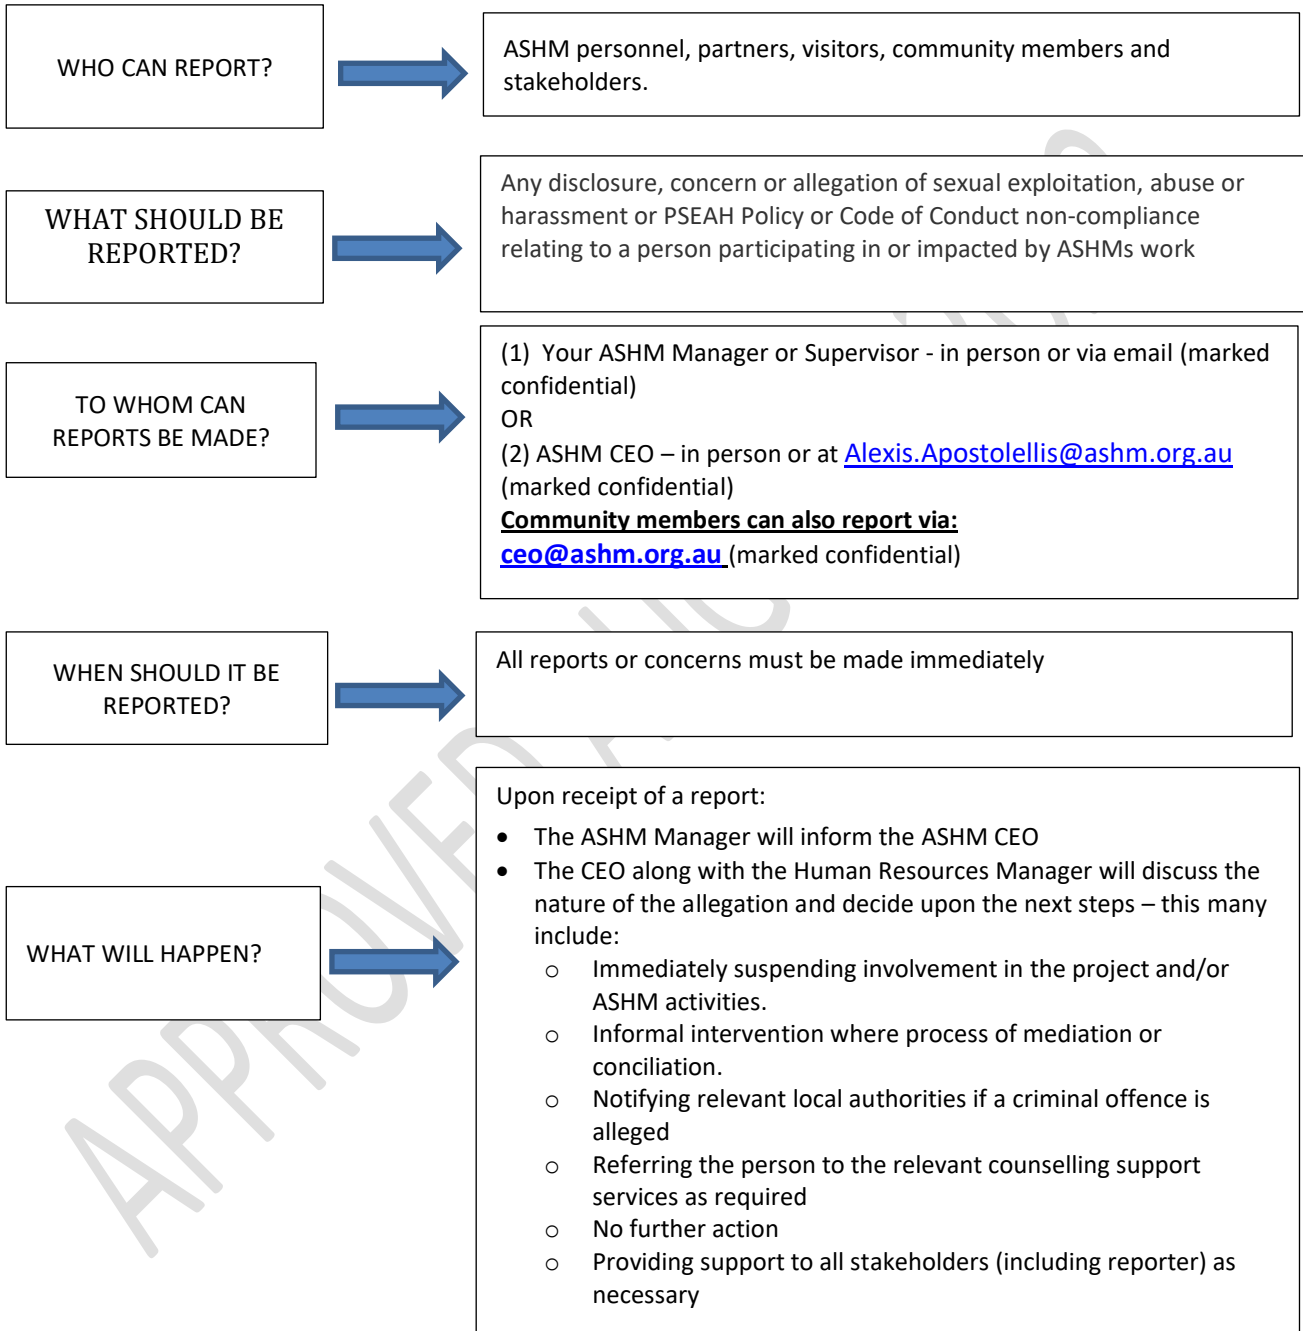 WHO CAN REPORT?
ASHM personnel, partners, visitors, community members and
stakeholders.
WHAT SHOULD BE
REPORTED?
Any disclosure, concern or allegation of sexual exploitation, abuse or
harassment or PSEAH Policy or Code of Conduct non-compliance
relating to a person participating in or impacted by ASHMs work
TO WHOM CAN
REPORTS BE MADE?
(1) Your ASHM Manager or Supervisor - in person or via email (marked
confidential)
OR
(2) ASHM CEO – in person or at Alexis.Apostolellis@ashm.org.au
(marked confidential)
Community members can also report via:
ceo@ashm.org.au (marked confidential)
WHEN SHOULD IT BE
REPORTED?
All reports or concerns must be made immediately
WHAT WILL HAPPEN?
Upon receipt of a report:
• The ASHM Manager will inform the ASHM CEO
• The CEO along with the Human Resources Manager will discuss the
nature of the allegation and decide upon the next steps – this many
include:
o Immediately suspending involvement in the project and/or
ASHM activities.
o Informal intervention where process of mediation or
conciliation.
o Notifying relevant local authorities if a criminal offence is
alleged
o Referring the person to the relevant counselling support
services as required
o No further action
o Providing support to all stakeholders (including reporter) as
necessary
APPROVED